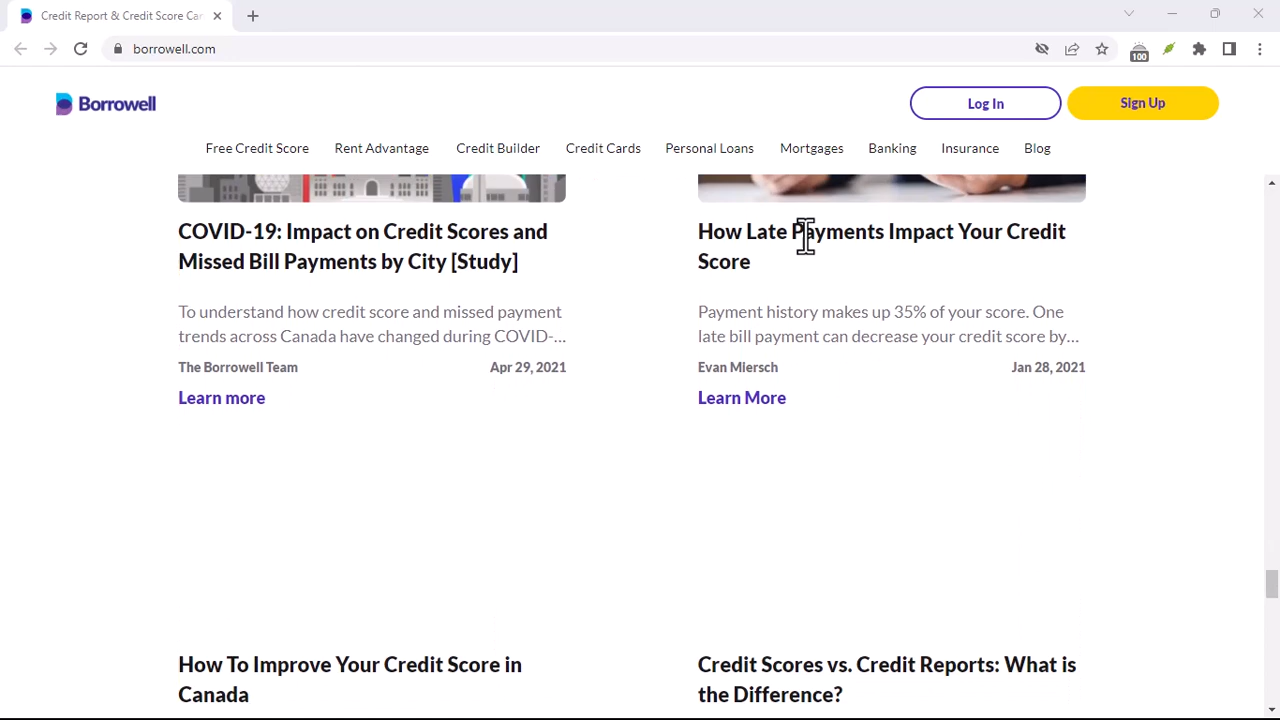 Credit Report & Credit Score Ca
borrowell.com
100
Borrowell
Log In
Sign Up
Free Credit Score
Rent Advantage
Credit Builder
Credit Cards
Personal Loans
Mortgages
Banking
Insurance
Blog
COVID-19: Impact on Credit Scores and
Missed Bill Payments by City [Study]
To understand how credit score and missed payment
trends across Canada have changed during COVID-...
The Borrowell Team
Apr 29, 2021
Learn more
How Late Payments Impact Your Credit
Score
Payment history makes up 35% of your score. One
late bill payment can decrease your credit score by...
Evan Miersch
Jan 28, 2021
Learn More
How To Improve Your Credit Score in
Canada
Credit Scores vs. Credit Reports: What is
the Difference?